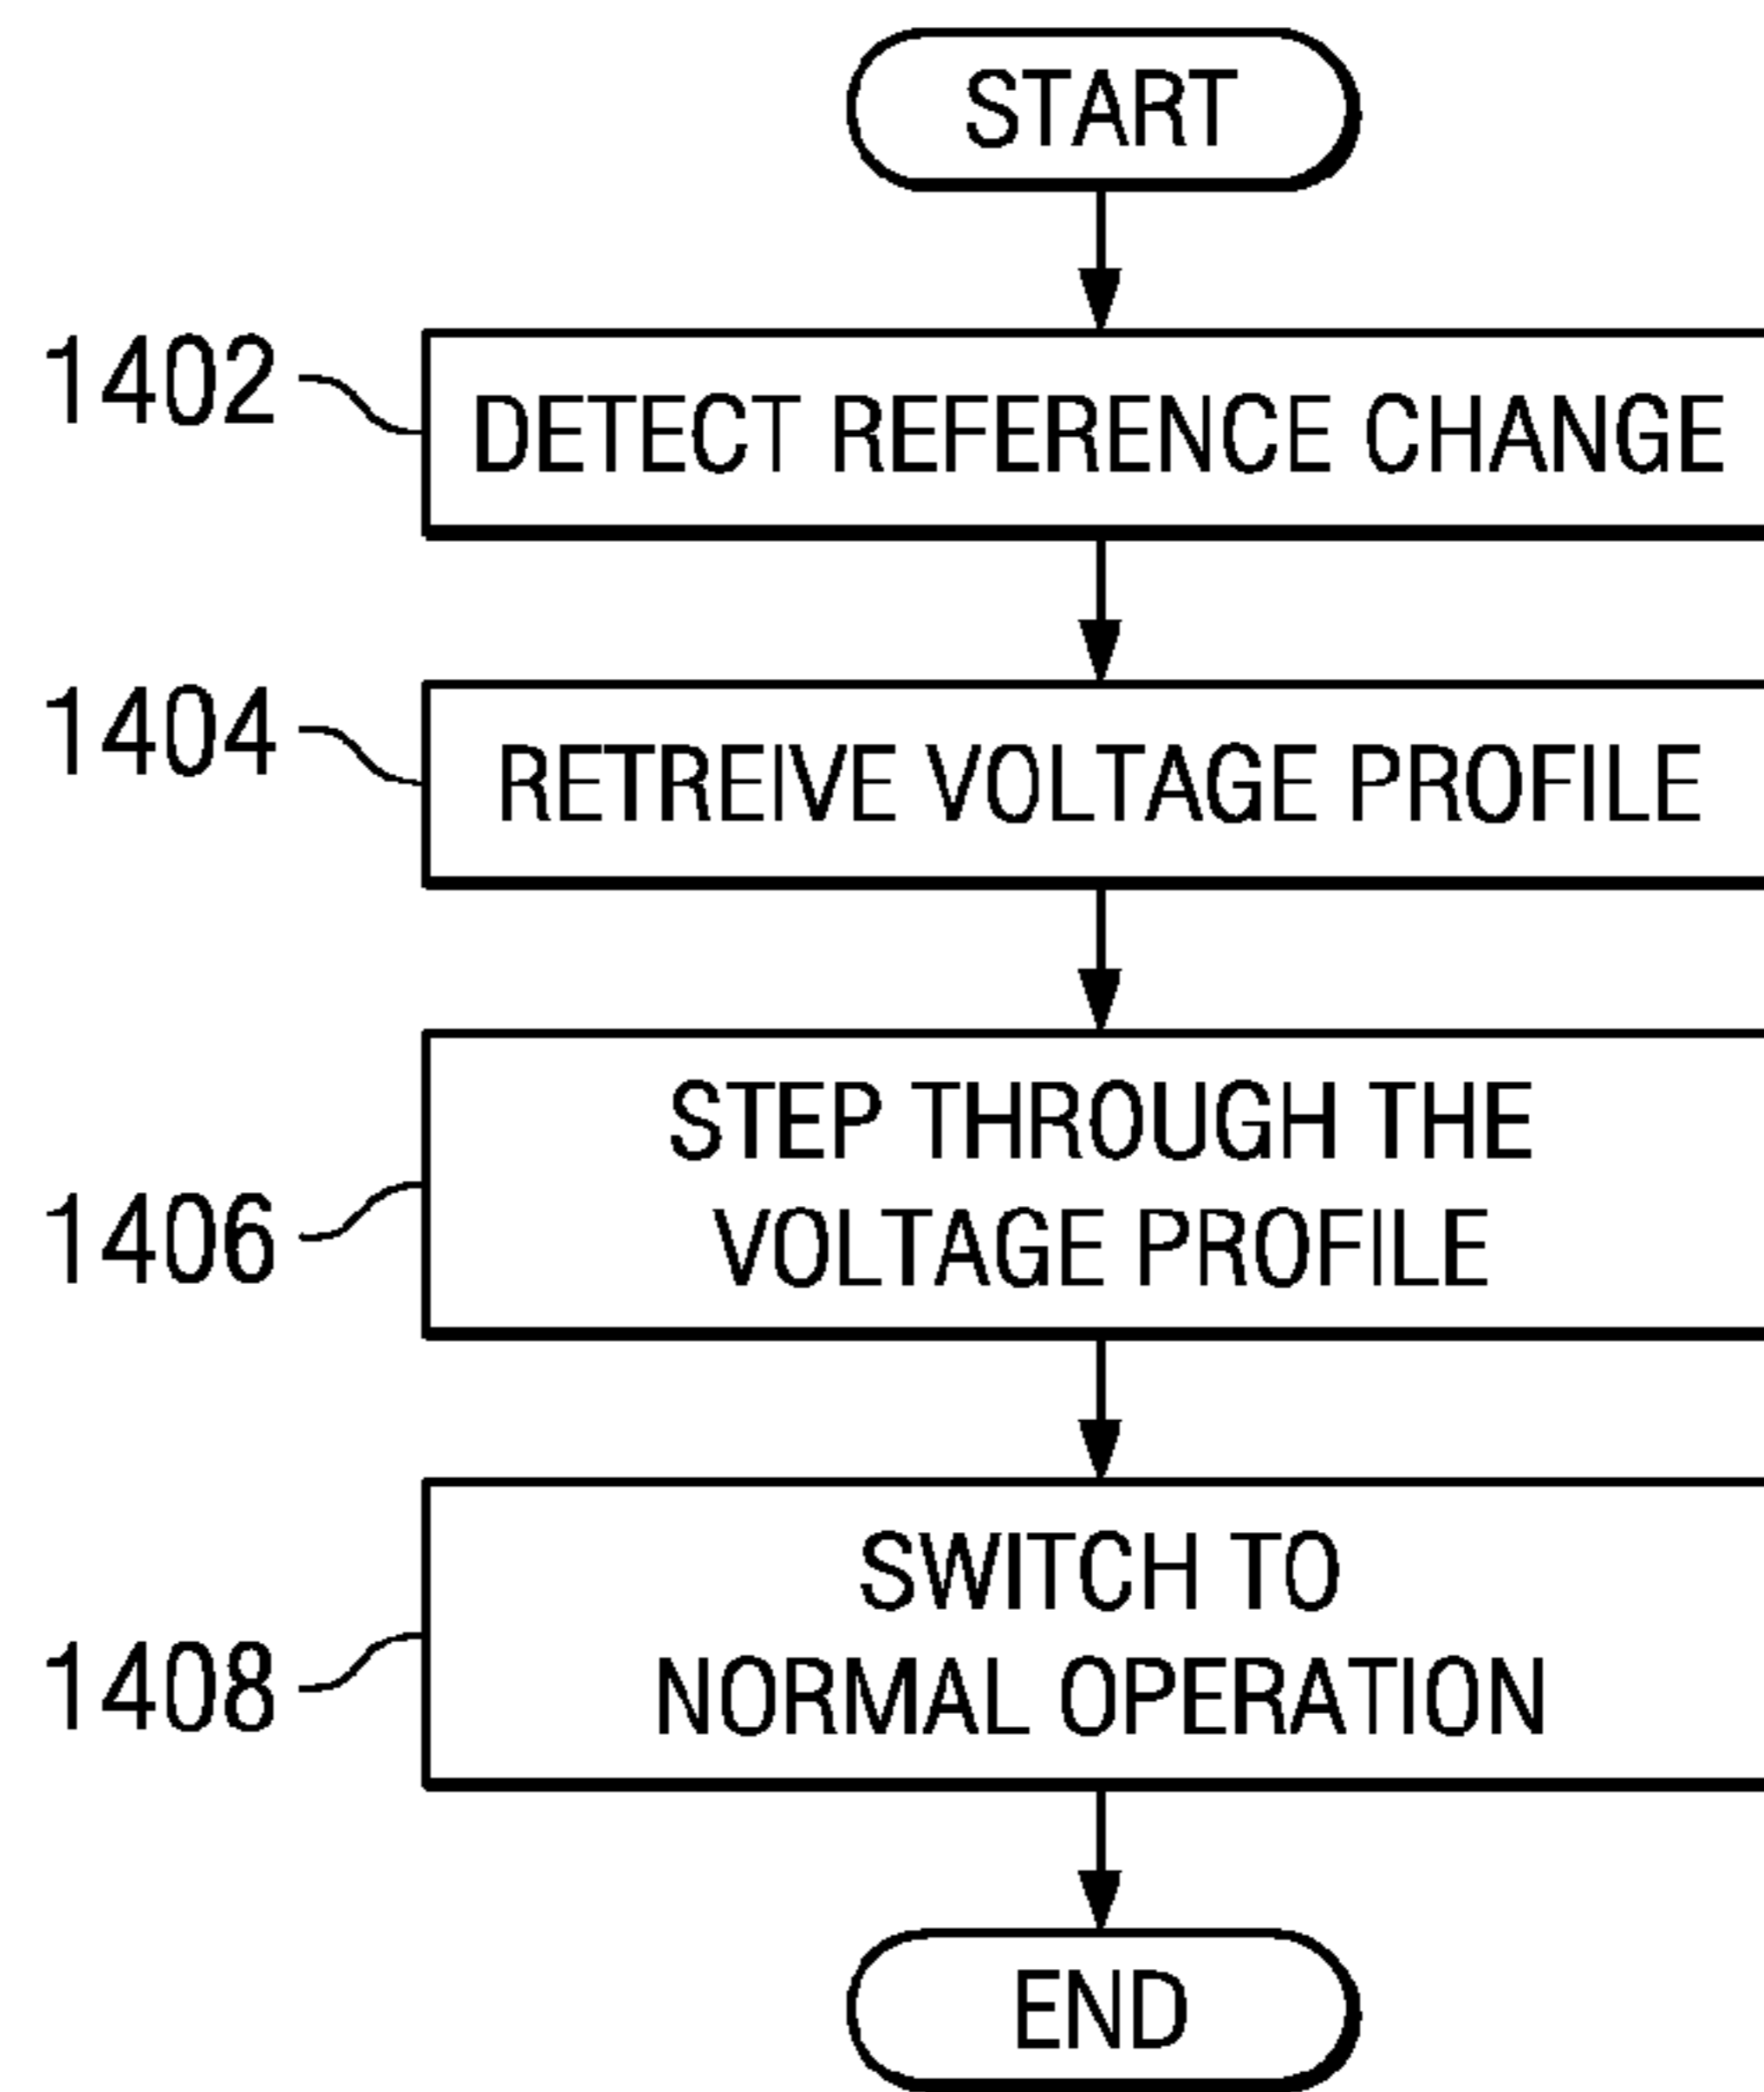 START
1402
DETECT REFERENCE CHANGE
1404
RETREIVE VOLTAGE PROFILE
STEP THROUGH THE
VOLTAGE PROFILE
1406
SWITCH TO
NORMAL OPERATION
1408
END